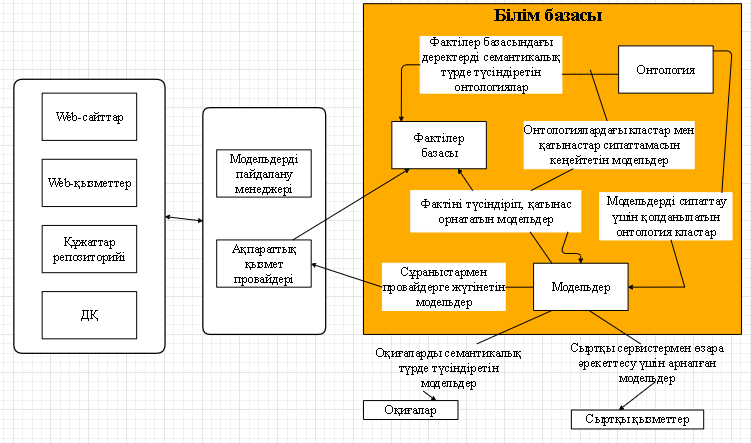 Білім базасы
Фактілер базасындағы
деректерді семантикалық
түрде түсіндіретін
онтологиялар
Онтология
Web-сайттар
Web-қызметтер
Құжаттар
репозиторийі
ДҚ
Модельдерді
пайдалану
менеджері
Ақпараттық
қызмет
провайдері
Фактілер
базасы
Онтологиялардағы кластар мен
қатынастар сипаттамасын
кеңейтетін модельдер
Фактіні түсіндіріп, қатынас
орнататын модельдер
Модельдерді сипаттау
үшін қолданылатын
онтология кластар
Сұраныстармен
провайдерге жүгінетін
модельдер
Модельдер
Оқиғаларды семантикалық
түрде түсіндіретін
модельдер
Сыртқы сервистермен өзара
әрекеттесу үшін арналған
модельдер
Оқиғалар
Сыртқы қызметтер